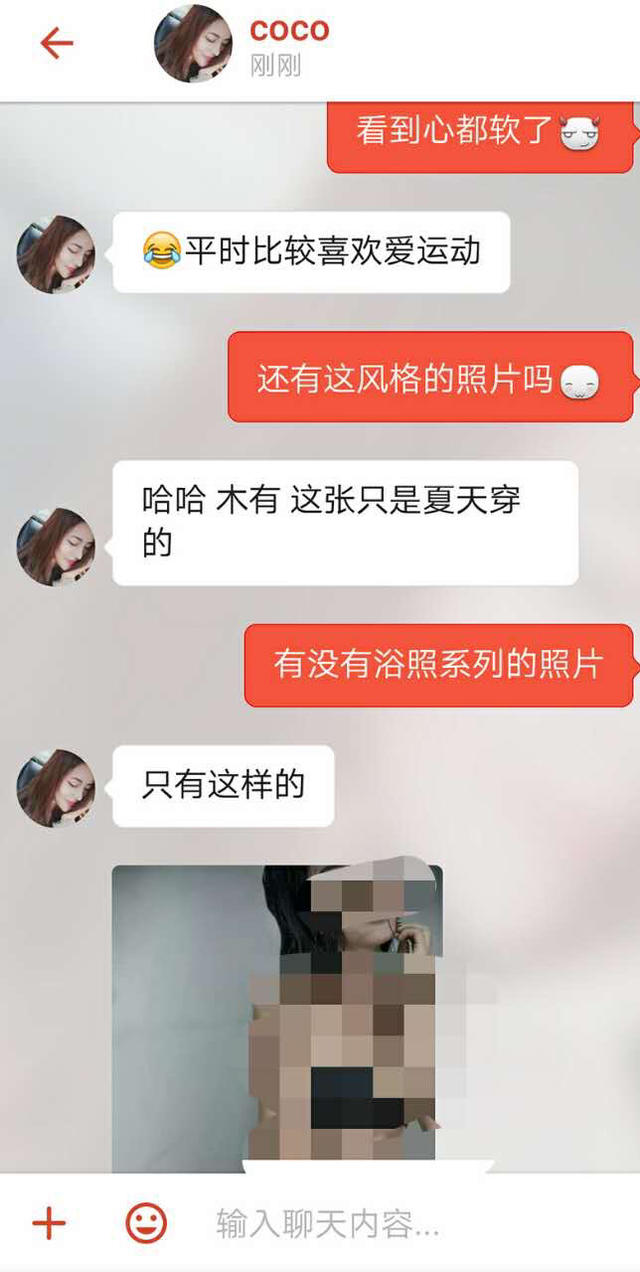 coco
刚刚
看到心都软了
😂平时比较喜欢爱运动
还有这风格的照片吗
哈哈 木有 这张只是夏天穿
的
有没有浴照系列的照片
只有这样的
输入聊天内容...